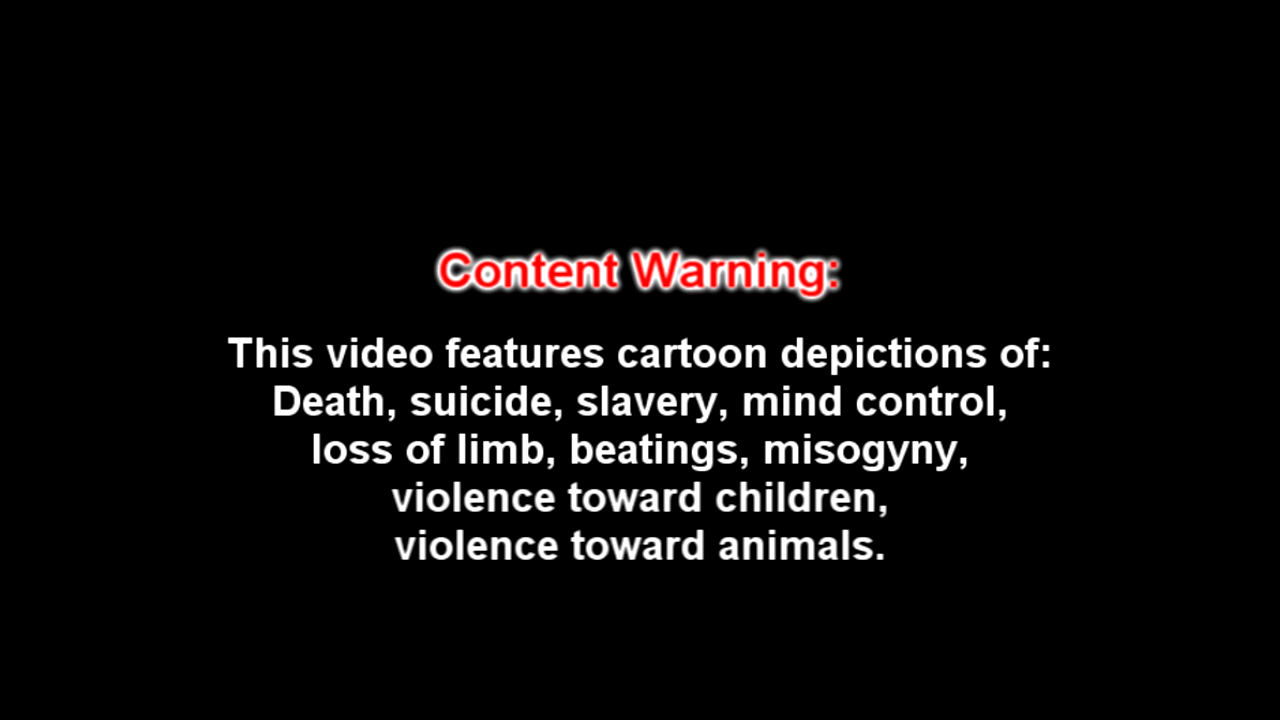 Content Warning:
This video features cartoon depictions of:
Death, suicide, slavery, mind control,
loss of limb, beatings, misogyny,
violence toward children,
violence toward animals.